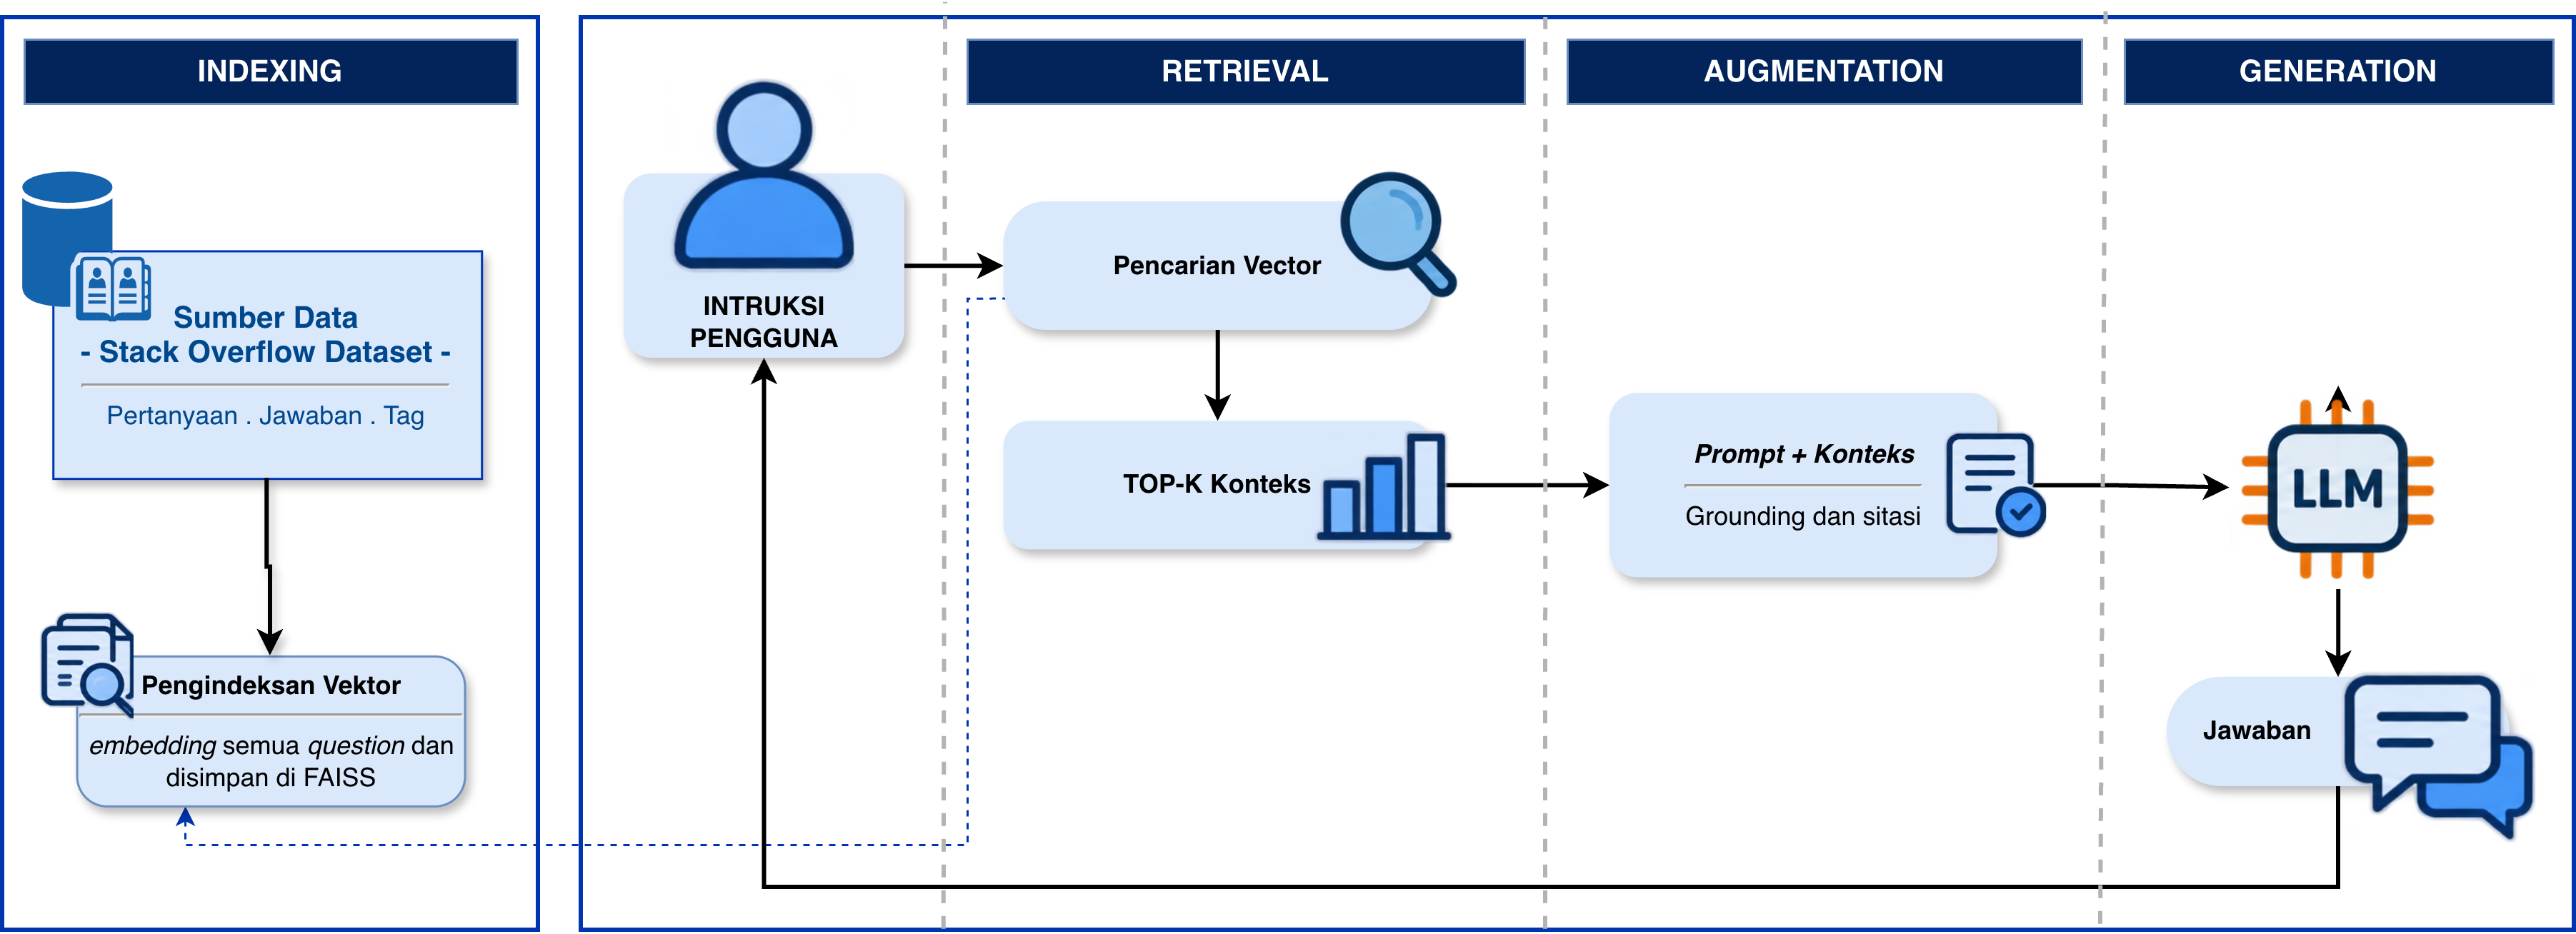 INDEXING
Sumber Data
- Stack Overflow Dataset -
Pertanyaan . Jawaban . Tag
Pengindeksan Vektor
embedding semua question dan
disimpan di FAISS
INTRUKSI
PENGGUNA
RETRIEVAL
Pencarian Vector
TOP-K Konteks
AUGMENTATION
Prompt + Konteks
Grounding dan sitasi
GENERATION
LLM
Jawaban